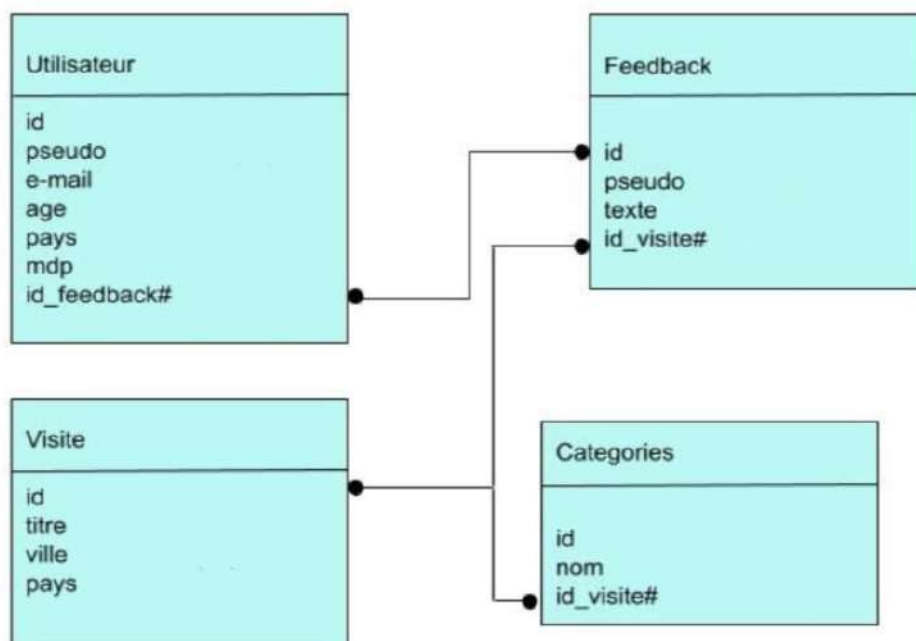 Utilisateur
id
pseudo
e-mail
age
pays
mdp
id_feedback#
Feedback
id
pseudo
texte
id_visite#
Visite
id
titre
ville
pays
Categories
id
nom
id_visite#